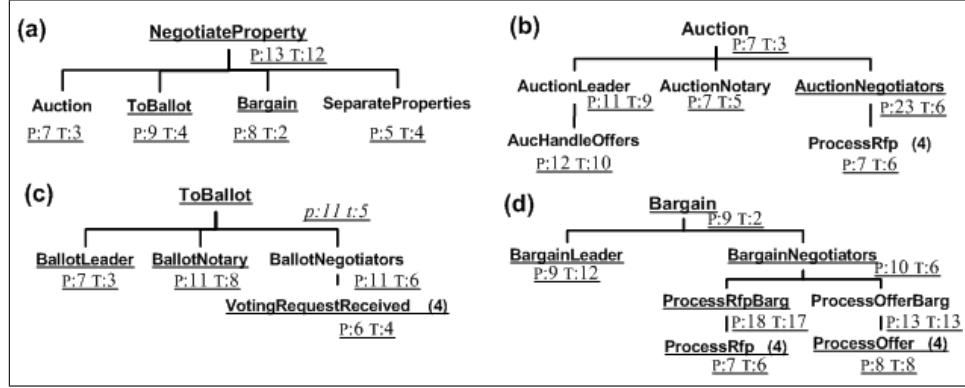 (a)
NegotiateProperty
P:13 T:12
Auction ToBallot Bargain SeparateProperties
P:7 T:3 P:9 T:4 P:8 T:2 P:5 T:4
(b)
Auction
P:7 T:3
AuctionLeader AuctionNotary AuctionNegotiators
P:11 T:9 P:7 T:5 P:23 T:6
AucHandleOffers ProcessRfp (4)
P:12 T:10 P:7 T:6
(c)
ToBallot
p:11 t:5
BallotLeader BallotNotary BallotNegotiators
P:7 T:3 P:11 T:8 P:11 T:6
VotingRequestReceived (4)
P:6 T:4
(d)
Bargain
P:9 T:2
BargainLeader BargainNegotiators
P:9 T:12 P:10 T:6
ProcessRfpBarg ProcessOfferBarg
P:18 T:17 P:13 T:13
ProcessRfp (4) ProcessOffer (4)
P:7 T:6 P:8 T:8